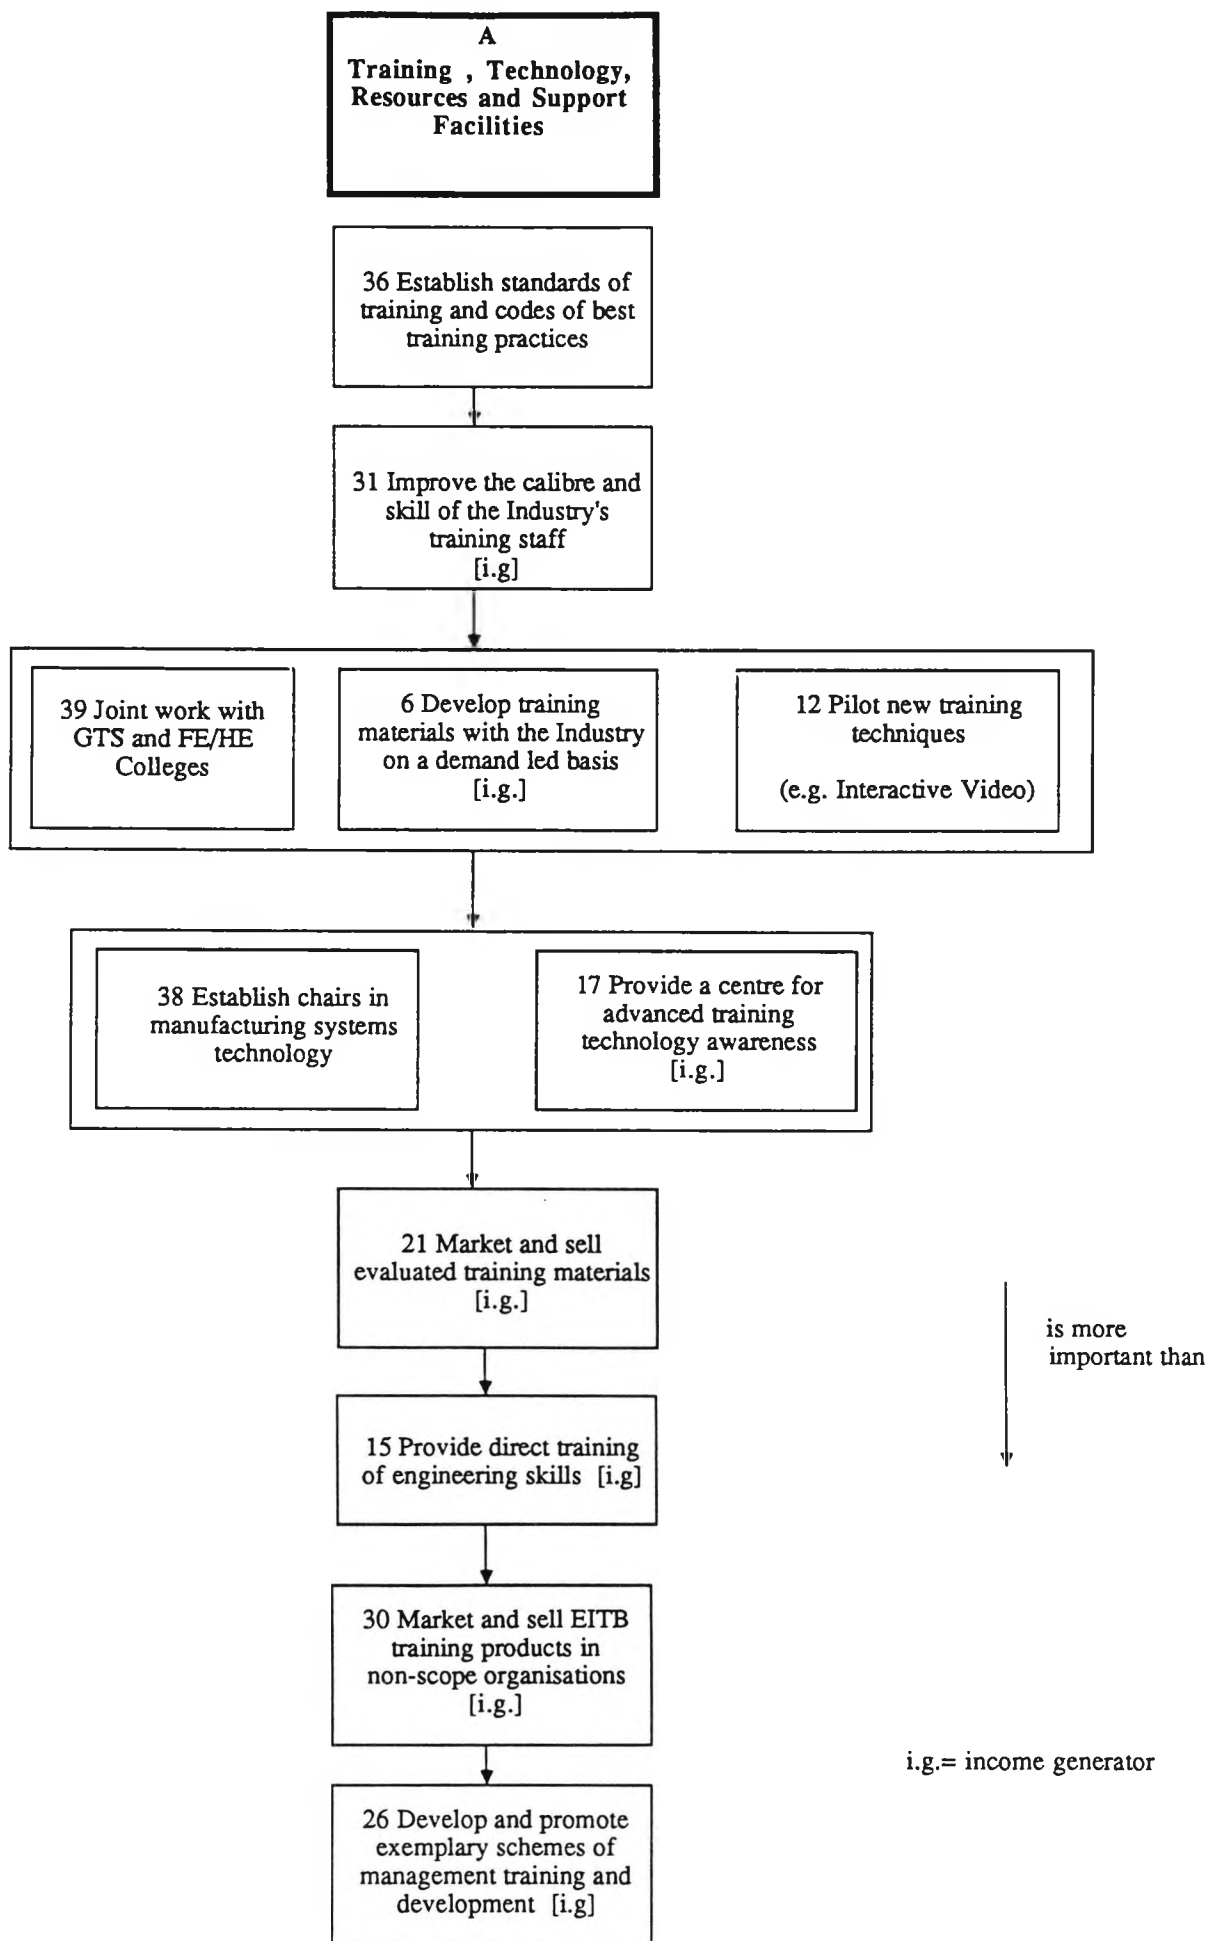 A
Training , Technology,
Resources and Support
Facilities
36 Establish standards of
training and codes of best
training practices
31 Improve the calibre and
skill of the Industry's
training staff
[i.g]
39 Joint work with
GTS and FE/HE
Colleges
6 Develop training
materials with the Industry
on a demand led basis
[i.g.]
12 Pilot new training
techniques
(e.g. Interactive Video)
38 Establish chairs in
manufacturing systems
technology
17 Provide a centre for
advanced training
technology awareness
[i.g.]
21 Market and sell
evaluated training materials
[i.g.]
is more
important than
15 Provide direct training
of engineering skills [i.g]
30 Market and sell EITB
training products in
non-scope organisations
[i.g.]
i.g.= income generator
26 Develop and promote
exemplary schemes of
management training and
development [i.g]